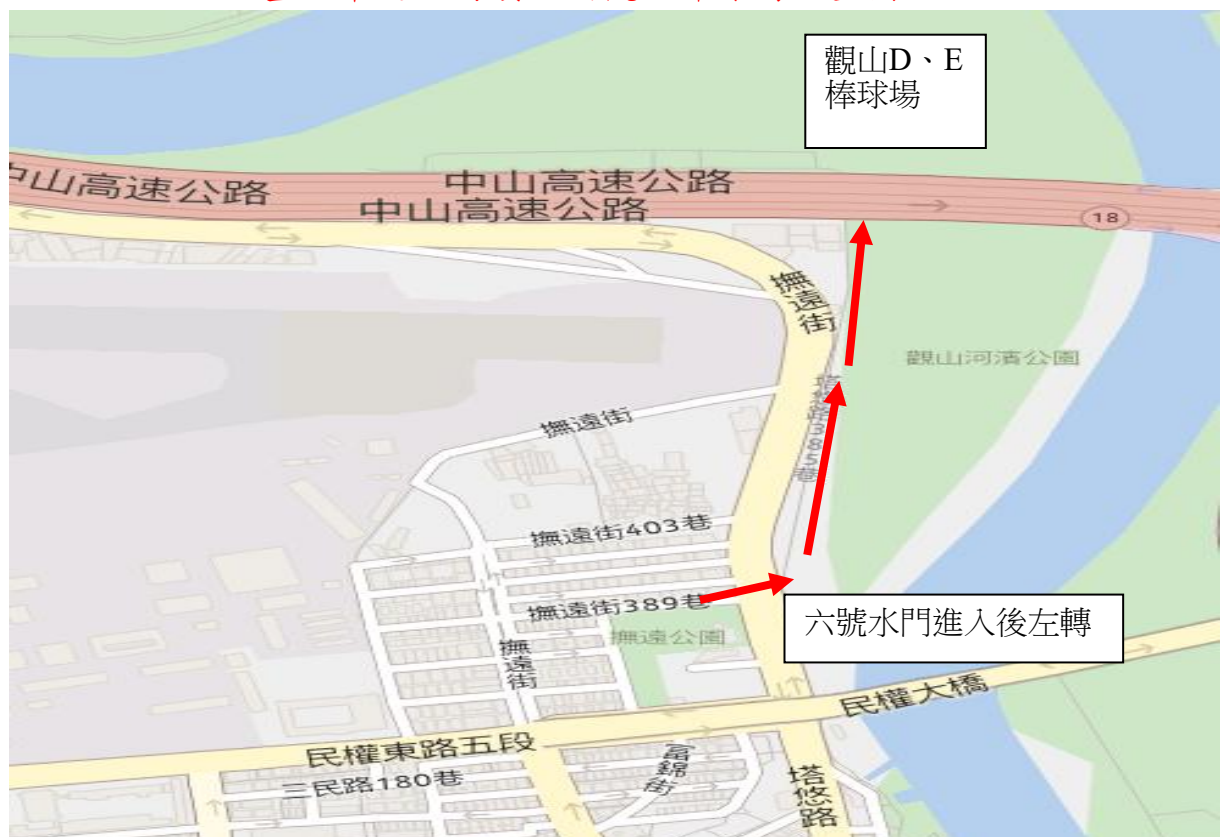 觀山D、E
棒球場
中山高速公路
中山高速公路
中山高速公路
18
撫遠街
觀山河濱公園
塔悠路385巷
撫遠街
撫遠街403巷
撫遠街389巷
六號水門進入後左轉
撫遠公園
撫遠街
民權大橋
民權東路五段
三民路180巷
富錦街
塔悠路